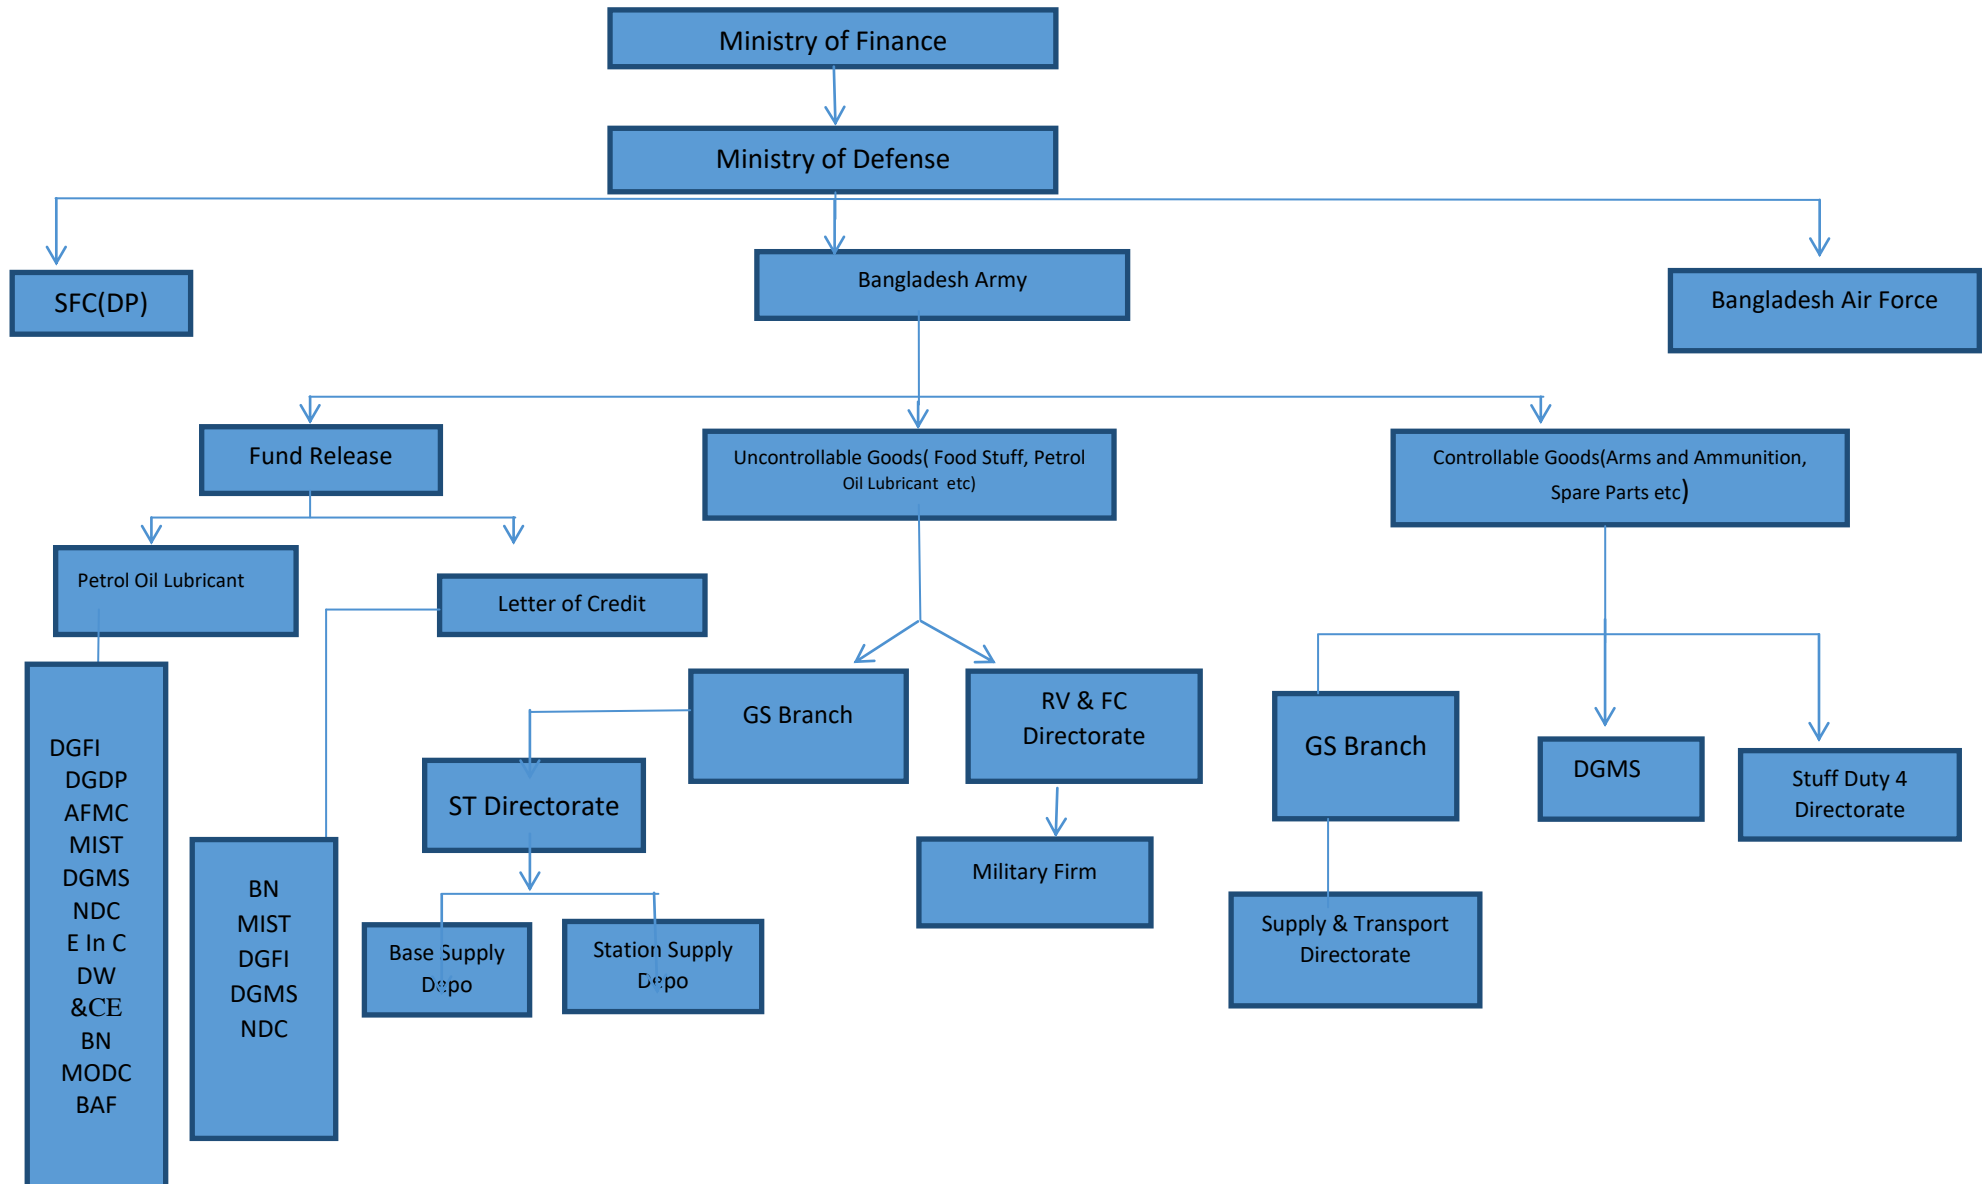 Ministry of Finance
Ministry of Defense
SFC(DP)
Bangladesh Army
Bangladesh Air Force
Fund Release
Uncontrollable Goods( Food Stuff, Petrol
Oil Lubricant etc)
Controllable Goods(Arms and Ammunition,
Spare Parts etc)
Petrol Oil Lubricant
Letter of Credit
GS Branch
RV & FC
Directorate
GS Branch
DGMS
Stuff Duty 4
Directorate
ST Directorate
Military Firm
Base Supply
Depo
Station Supply
Depo
Supply & Transport
Directorate
DGFI
DGDP
AFMC
MIST
DGMS
NDC
E In C
DW
&CE
BN
MODC
BAF
BN
MIST
DGFI
DGMS
NDC